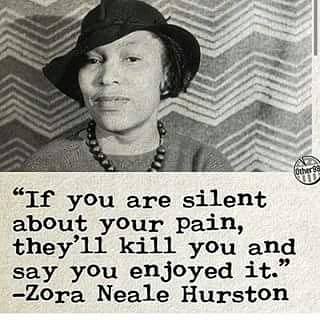 Other98
“If you are silent
about your pain,
they’ll kill you and
say you enjoyed it.”
-Zora Neale Hurston